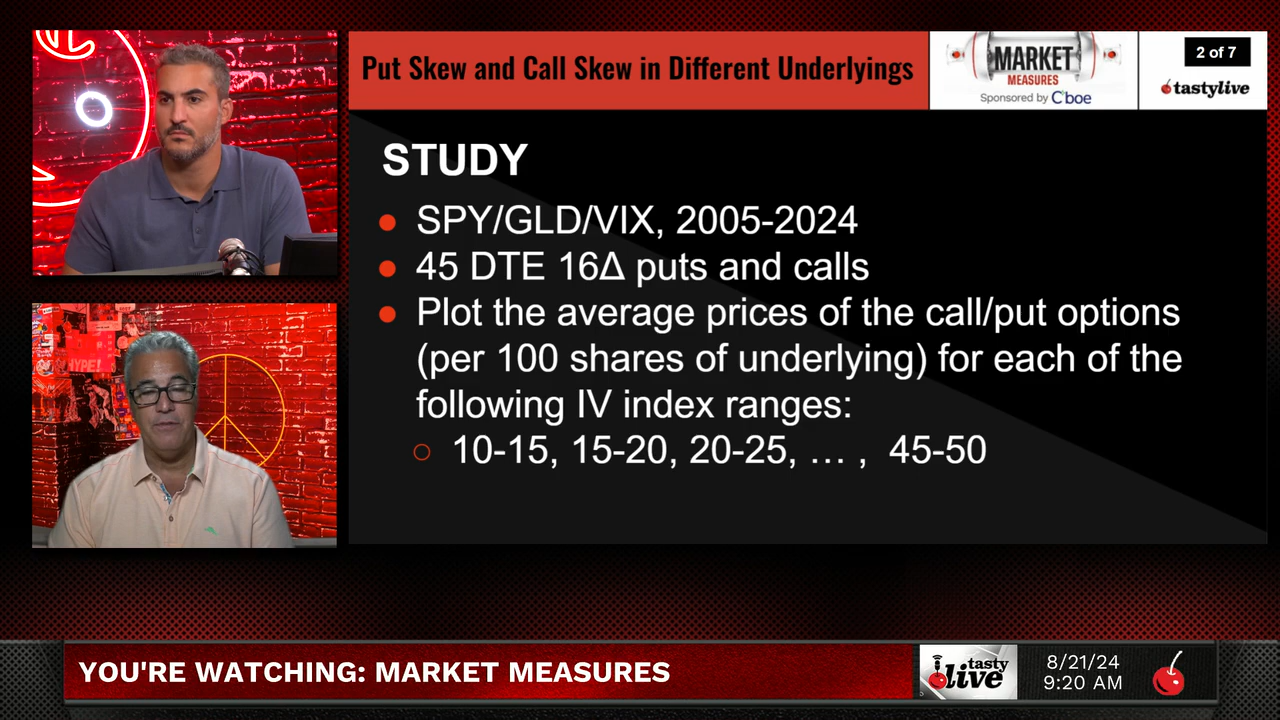 Put Skew and Call Skew in Different Underlyings
MARKET
MEASURES
Sponsored by Cboe
2 of 7
tastylive
STUDY
SPY/GLD/VIX, 2005-2024
45 DTE 16Δ puts and calls
Plot the average prices of the call/put options
(per 100 shares of underlying) for each of the
following IV index ranges:
10-15, 15-20, 20-25, … , 45-50
HYPE!
YOU'RE WATCHING: MARKET MEASURES
tasty
live
8/21/24
9:20 AM